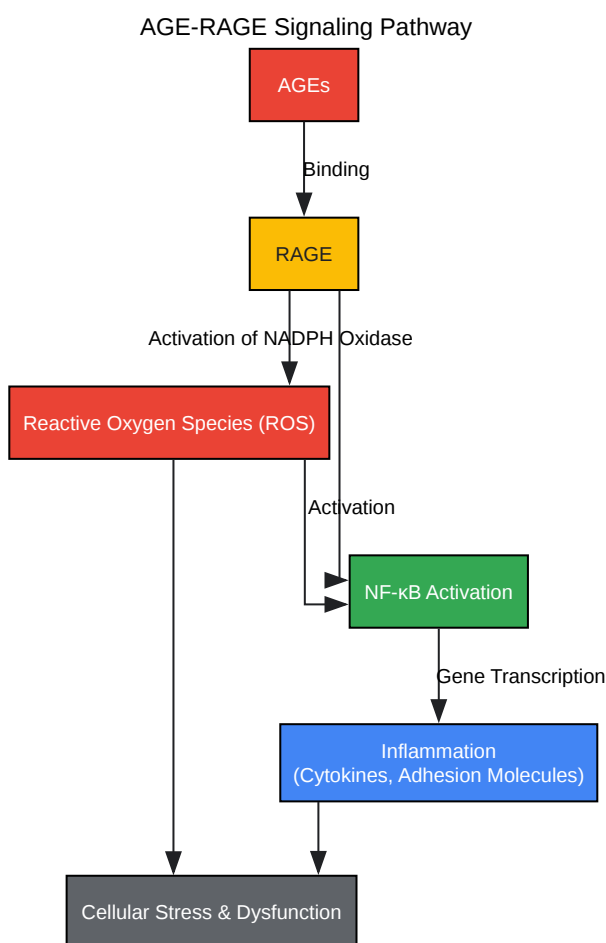 AGE-RAGE Signaling Pathway
AGEs
Binding
RAGE
Activation of NADPH Oxidase
Reactive Oxygen Species (ROS)
Activation
NF-κB Activation
Gene Transcription
Inflammation
(Cytokines, Adhesion Molecules)
Cellular Stress & Dysfunction